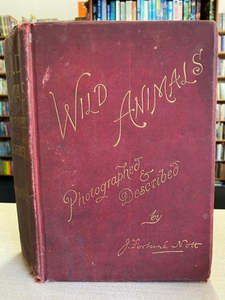 WILD ANIMALS
Photographed
& Described
by
J. Fortuné Nott